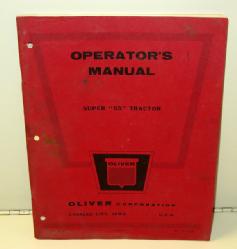 OPERATOR'S
MANUAL
SUPER "55" TRACTOR
OLIVER
OLIVER CORPORATION
CHARLES CITY, IOWA U.S.A.